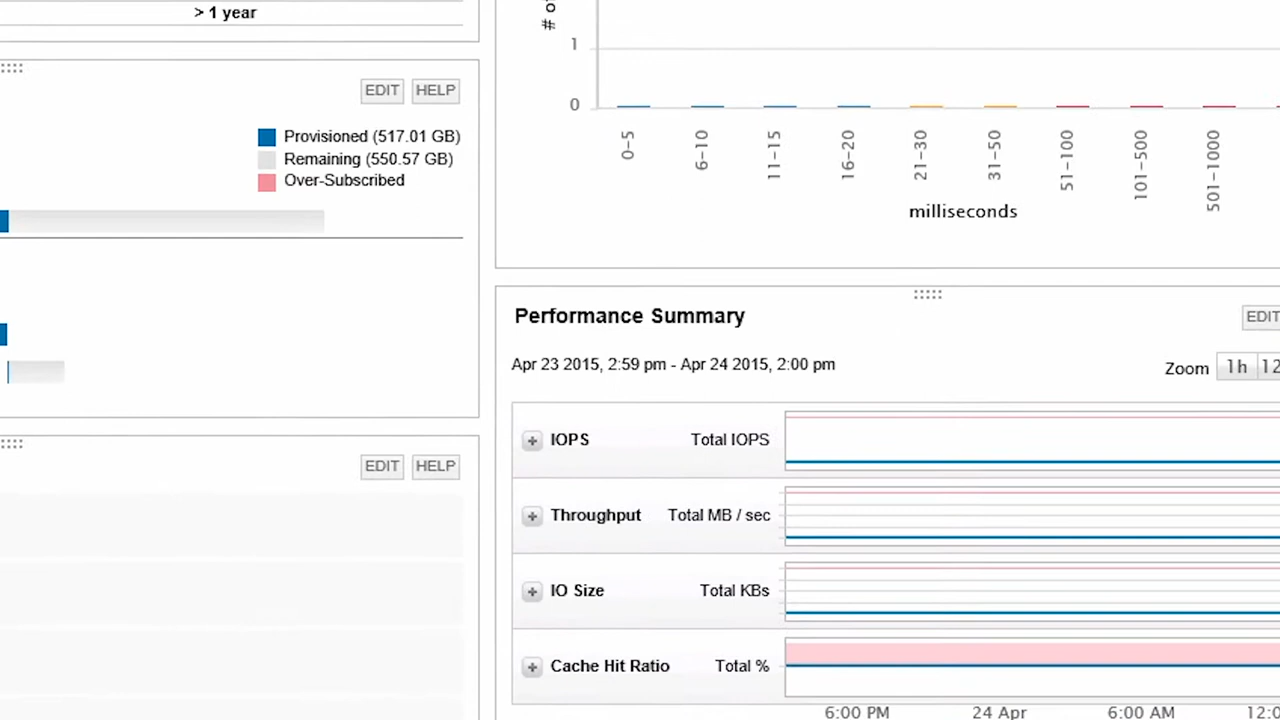 > 1 year
EDIT HELP
Provisioned (517.01 GB)
Remaining (550.57 GB)
Over-Subscribed
EDIT HELP
# o
1
0
0-5 6-10 11-15 16-20 21-30 31-50 51-100 101-500 501-1000
milliseconds
Performance Summary
EDIT
Apr 23 2015, 2:59 pm - Apr 24 2015, 2:00 pm
Zoom 1h 12
IOPS Total IOPS
Throughput Total MB / sec
IO Size Total KBs
Cache Hit Ratio Total %
6:00 PM 24 Apr 6:00 AM 12:0